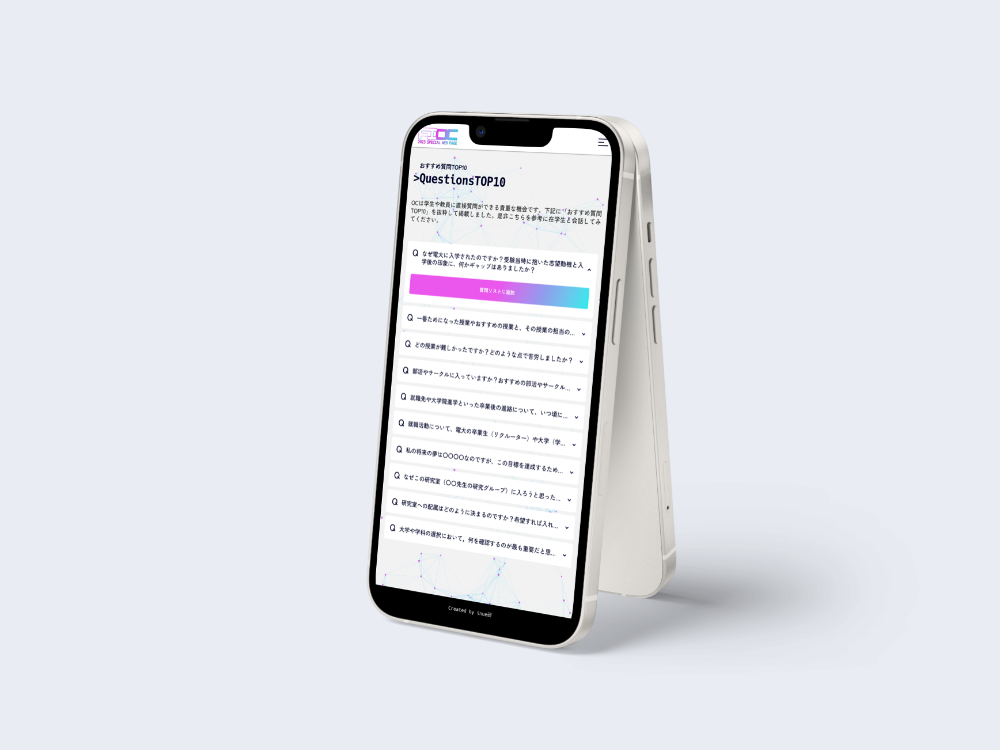 OC
おすすめ質問TOP10
>QuestionsTOP10
OCは学生や教員に直接質問ができる貴重な機会です。下記に「おすすめ質問
TOP10」を抜粋して掲載しました。是非こちらを参考に在学生と会話してみ
てください。
Q なぜ電大に入学されたのですか？受験当時に抱いた志望動機と入
学後の印象に、何かギャップはありましたか？
質問リストに追加
Q 一番ためになった授業やおすすめの授業と、その授業の担当の...
Q どの授業が難しかったですか？どのような点で苦労しましたか？
Q 部活やサークルに入っていますか？おすすめの部活やサークル...
Q 就職先や大学院進学といった卒業後の進路について、いつ頃に...
Q 就職活動について、電大の卒業生（リクルーター）や大学（学...
Q 私の将来の夢は〇〇〇〇なのですが、この目標を達成するため...
Q なぜこの研究室（〇〇先生の研究グループ）に入ろうと思った...
Q 研究室への配属はどのように決まるのですか？希望すれば入れ...
Q 大学や学科の選択において、何を確認するのが最も重要だと思...
Created by